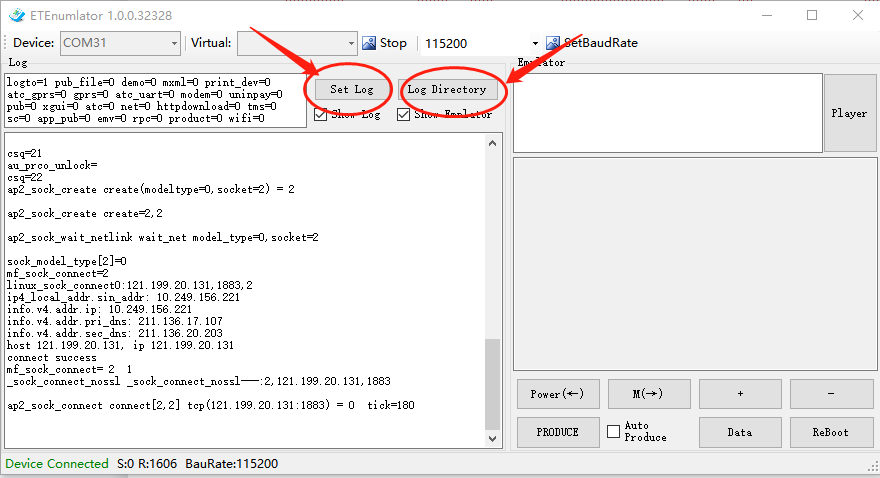 ETEnumlator 1.0.0.32328
Device: COM31 Virtual: Stop 115200 SetBaudRate
Log
Emplator
logto=1 pub_file=0 demo=0 mxml=0 print_dev=0
atc_gprs=0 gprs=0 atc_uart=0 modem=0 uninpay=0
pub=0 xgui=0 atc=0 net=0 httpdownload=0 tms=0
sc=0 app_pub=0 emv=0 rpc=0 product=0 wifi=0
Set Log
Log Directory
Show Log
Show Emplator
Player
csq=21
au_prco_unlock=
csq=22
ap2_sock_create create(modeltype=0,socket=2) = 2
ap2_sock_create create=2,2
ap2_sock_wait_netlink wait_net model_type=0,socket=2
sock_model_type[2]=0
mf_sock_connect=2
linux_sock_connect0:121.199.20.131,1883,2
ip4_local_addr.sin_addr: 10.249.156.221
info.v4.addr.ip: 10.249.156.221
info.v4.addr.pri_dns: 211.136.17.107
info.v4.addr.sec_dns: 211.136.20.203
host 121.199.20.131, ip 121.199.20.131
connect success
mf_sock_connect= 2 1
_sock_connect_nossl _sock_connect_nossl---:2,121.199.20.131,1883
ap2_sock_connect connect[2,2] tcp(121.199.20.131:1883) = 0 tick=180
Power(←)
M(→)
+
-
PRODUCE
Auto
Produce
Data
ReBoot
Device Connected S:0 R:1606 BauRate:115200